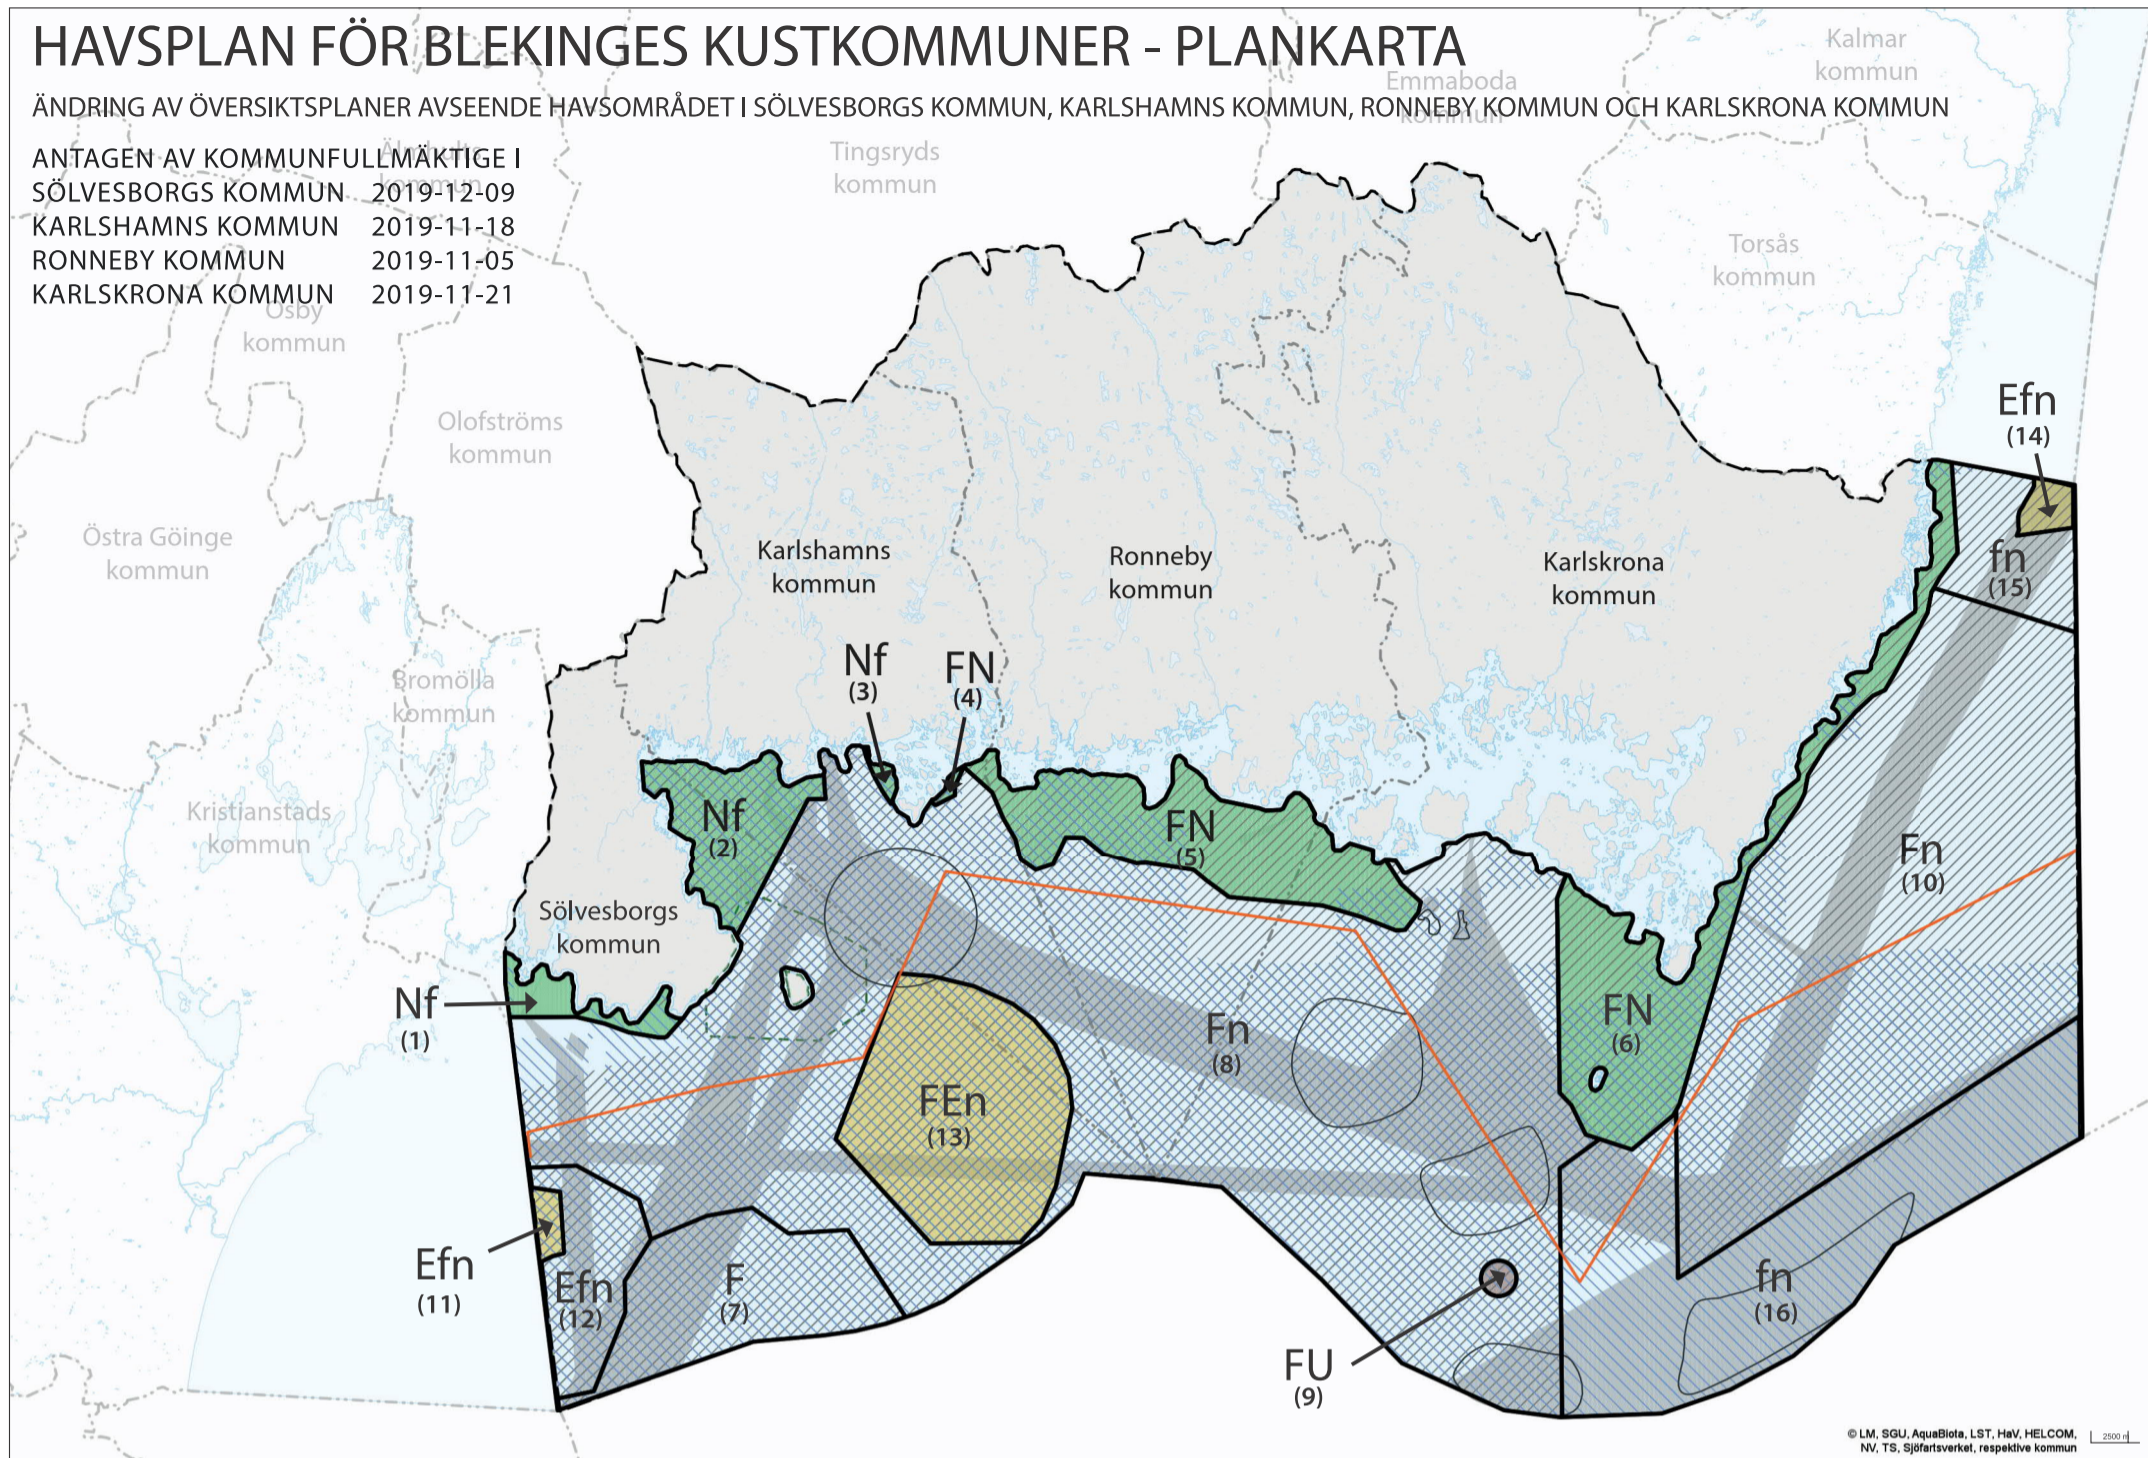 HAVSPLAN FÖR BLEKINGES KUSTKOMMUNER - PLANKARTA
ÄNDRING AV ÖVERSIKTSPLANER AVSEENDE HAVSOMRÅDET I SÖLVESBORGS KOMMUN, KARLSHAMNS KOMMUN, RONNEBY KOMMUN OCH KARLSKRONA KOMMUN
ANTAGEN AV KOMMUNFULLMÄKTIGE I
SÖLVESBORGS KOMMUN 2019-12-09
KARLSHAMNS KOMMUN 2019-11-18
RONNEBY KOMMUN 2019-11-05
KARLSKRONA KOMMUN 2019-11-21
Kalmar
kommun
Emmaboda
kommun
Älmhults
kommun
Tingsryds
kommun
Torsås
kommun
Osby
kommun
Olofströms
kommun
Östra Göinge
kommun
Bromölla
kommun
Kristianstads
kommun
Karlshamns
kommun
Ronneby
kommun
Karlskrona
kommun
Sölvesborgs
kommun
Efn
(14)
fn
(15)
Nf
(3)
FN
(4)
Nf
(2)
FN
(5)
Fn
(10)
Nf
(1)
FN
(6)
Fn
(8)
FEn
(13)
Efn
(11)
Efn
(12)
F
(7)
fn
(16)
FU
(9)
© LM, SGU, AquaBiota, LST, HaV, HELCOM,
NV, TS, Sjöfartsverket, respektive kommun
2500 m